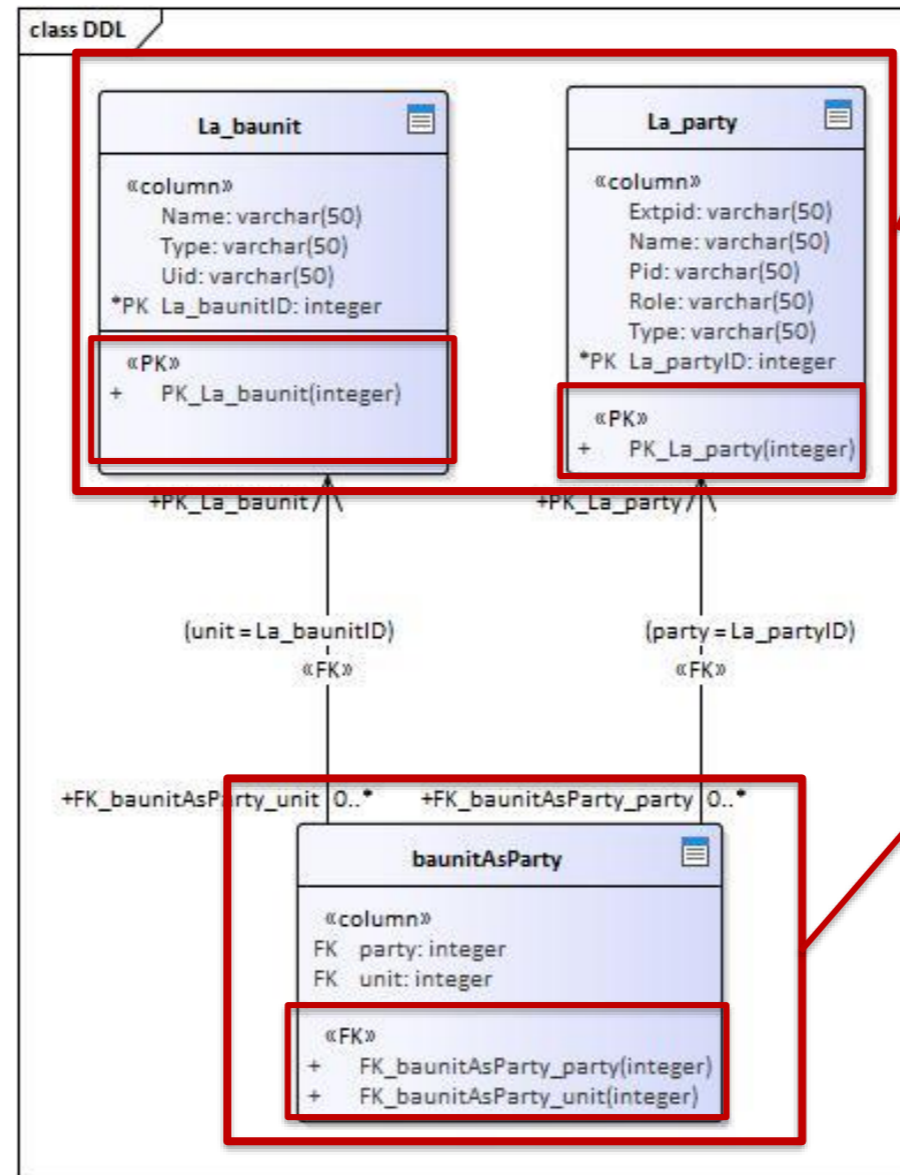 class DDL
La_baunit
«column»
Name: varchar(50)
Type: varchar(50)
Uid: varchar(50)
*PK La_baunitID: integer
«PK»
+ PK_La_baunit(integer)
La_party
«column»
Extpid: varchar(50)
Name: varchar(50)
Pid: varchar(50)
Role: varchar(50)
Type: varchar(50)
*PK La_partyID: integer
«PK»
+ PK_La_party(integer)
+PK_La_baunit
+PK_La_party
(unit = La_baunitID)
«FK»
(party = La_partyID)
«FK»
+FK_baunitAsParty_unit 0..*
+FK_baunitAsParty_party 0..*
baunitAsParty
«column»
FK party: integer
FK unit: integer
«FK»
+ FK_baunitAsParty_party(integer)
+ FK_baunitAsParty_unit(integer)